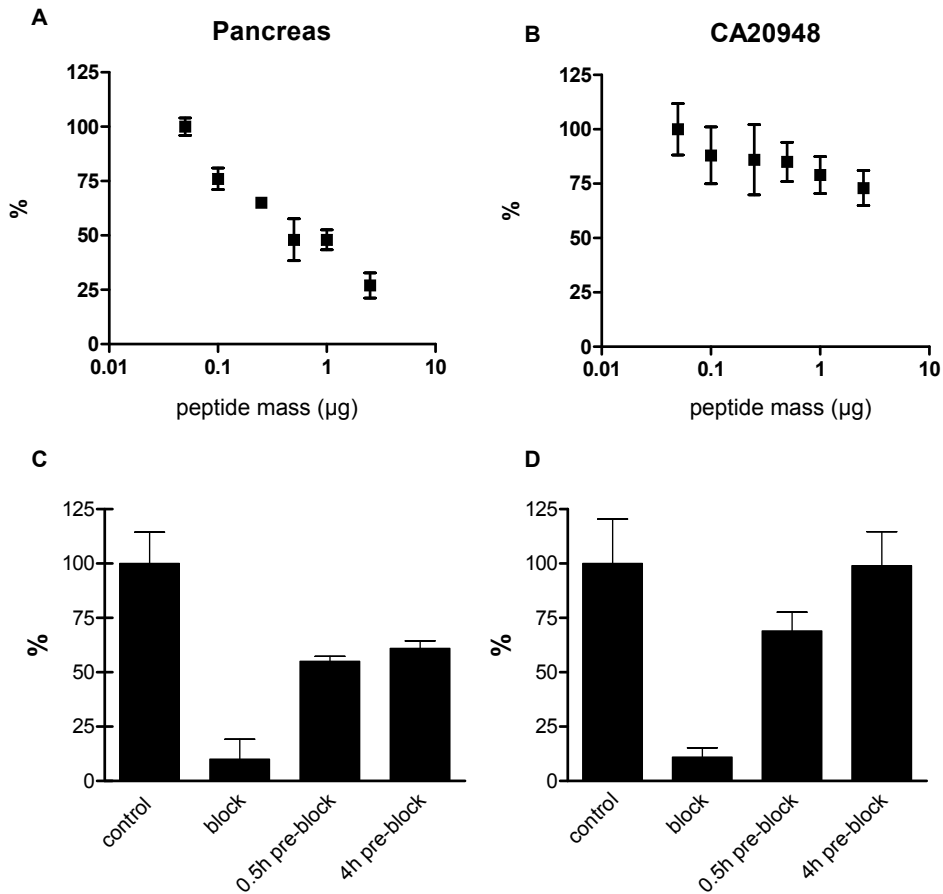 A
Pancreas
125
100
75
50
25
0
%
0.01
0.1
1
10
peptide mass (µg)
B
CA20948
125
100
75
50
25
0
%
0.01
0.1
1
10
peptide mass (µg)
C
125
100
75
50
25
0
%
control
block
0.5h pre-block
4h pre-block
D
125
100
75
50
25
0
%
control
block
0.5h pre-block
4h pre-block